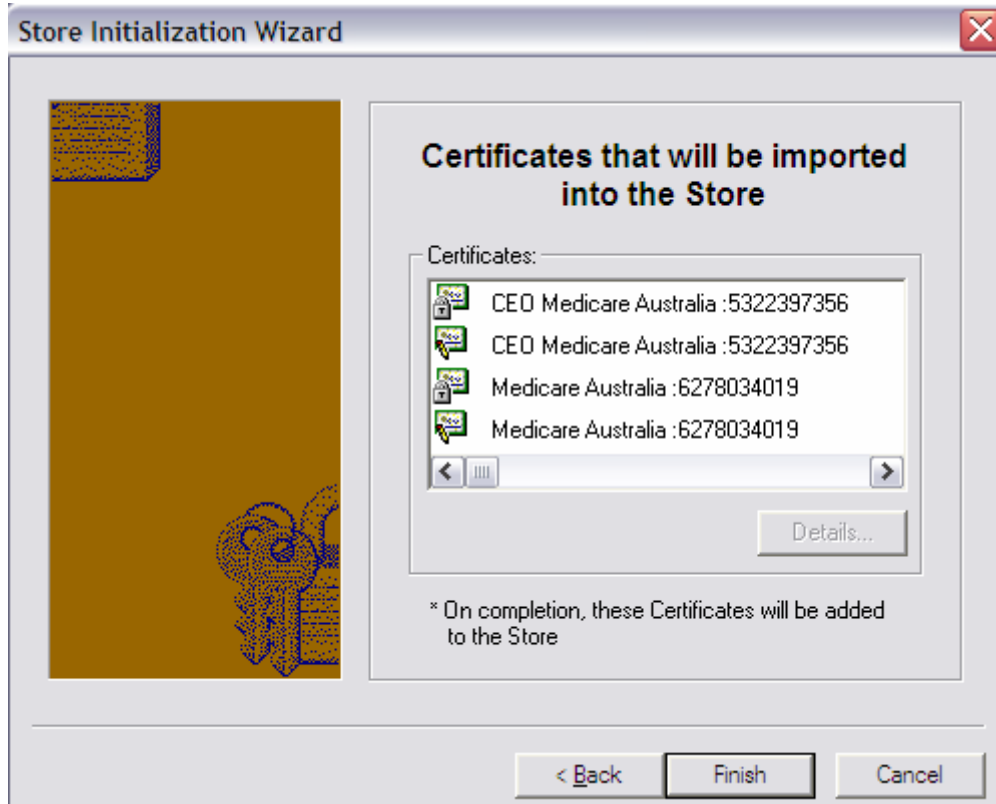 Store Initialization Wizard
Certificates that will be imported
into the Store
Certificates:
CEO Medicare Australia :5322397356
CEO Medicare Australia :5322397356
Medicare Australia :6278034019
Medicare Australia :6278034019
Details...
* On completion, these Certificates will be added
to the Store
< Back
Finish
Cancel